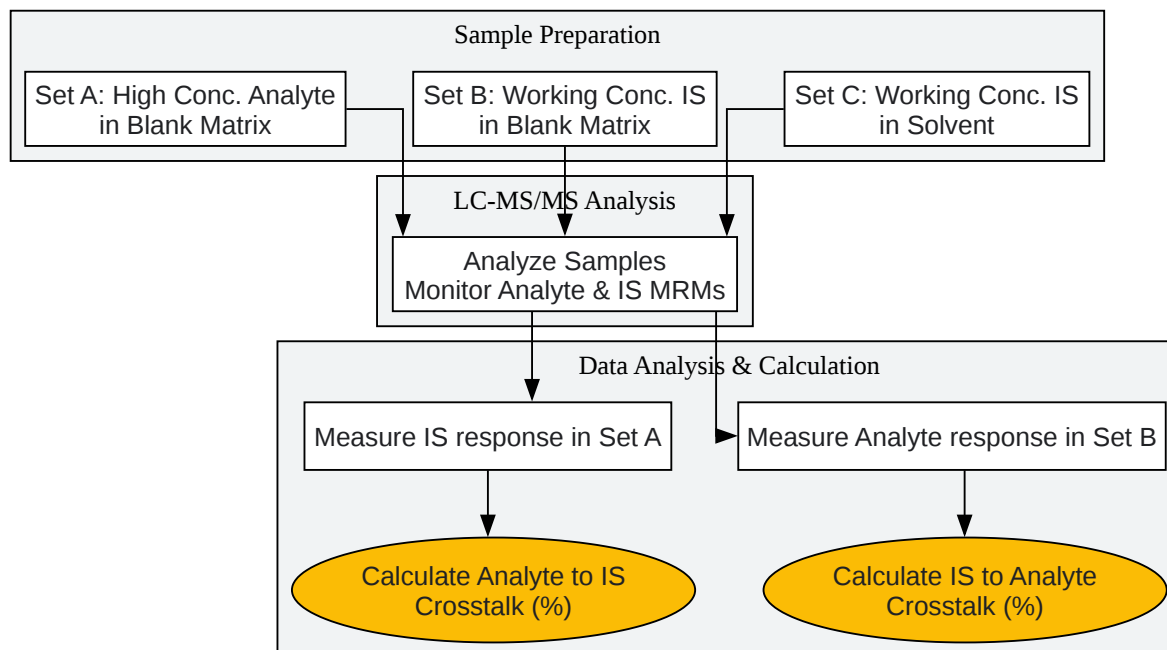 Sample Preparation
Set A: High Conc. Analyte
in Blank Matrix
Set B: Working Conc. IS
in Blank Matrix
Set C: Working Conc. IS
in Solvent
LC-MS/MS Analysis
Analyze Samples
Monitor Analyte & IS MRMs
Data Analysis & Calculation
Measure IS response in Set A
Measure Analyte response in Set B
Calculate Analyte to IS
Crosstalk (%)
Calculate IS to Analyte
Crosstalk (%)